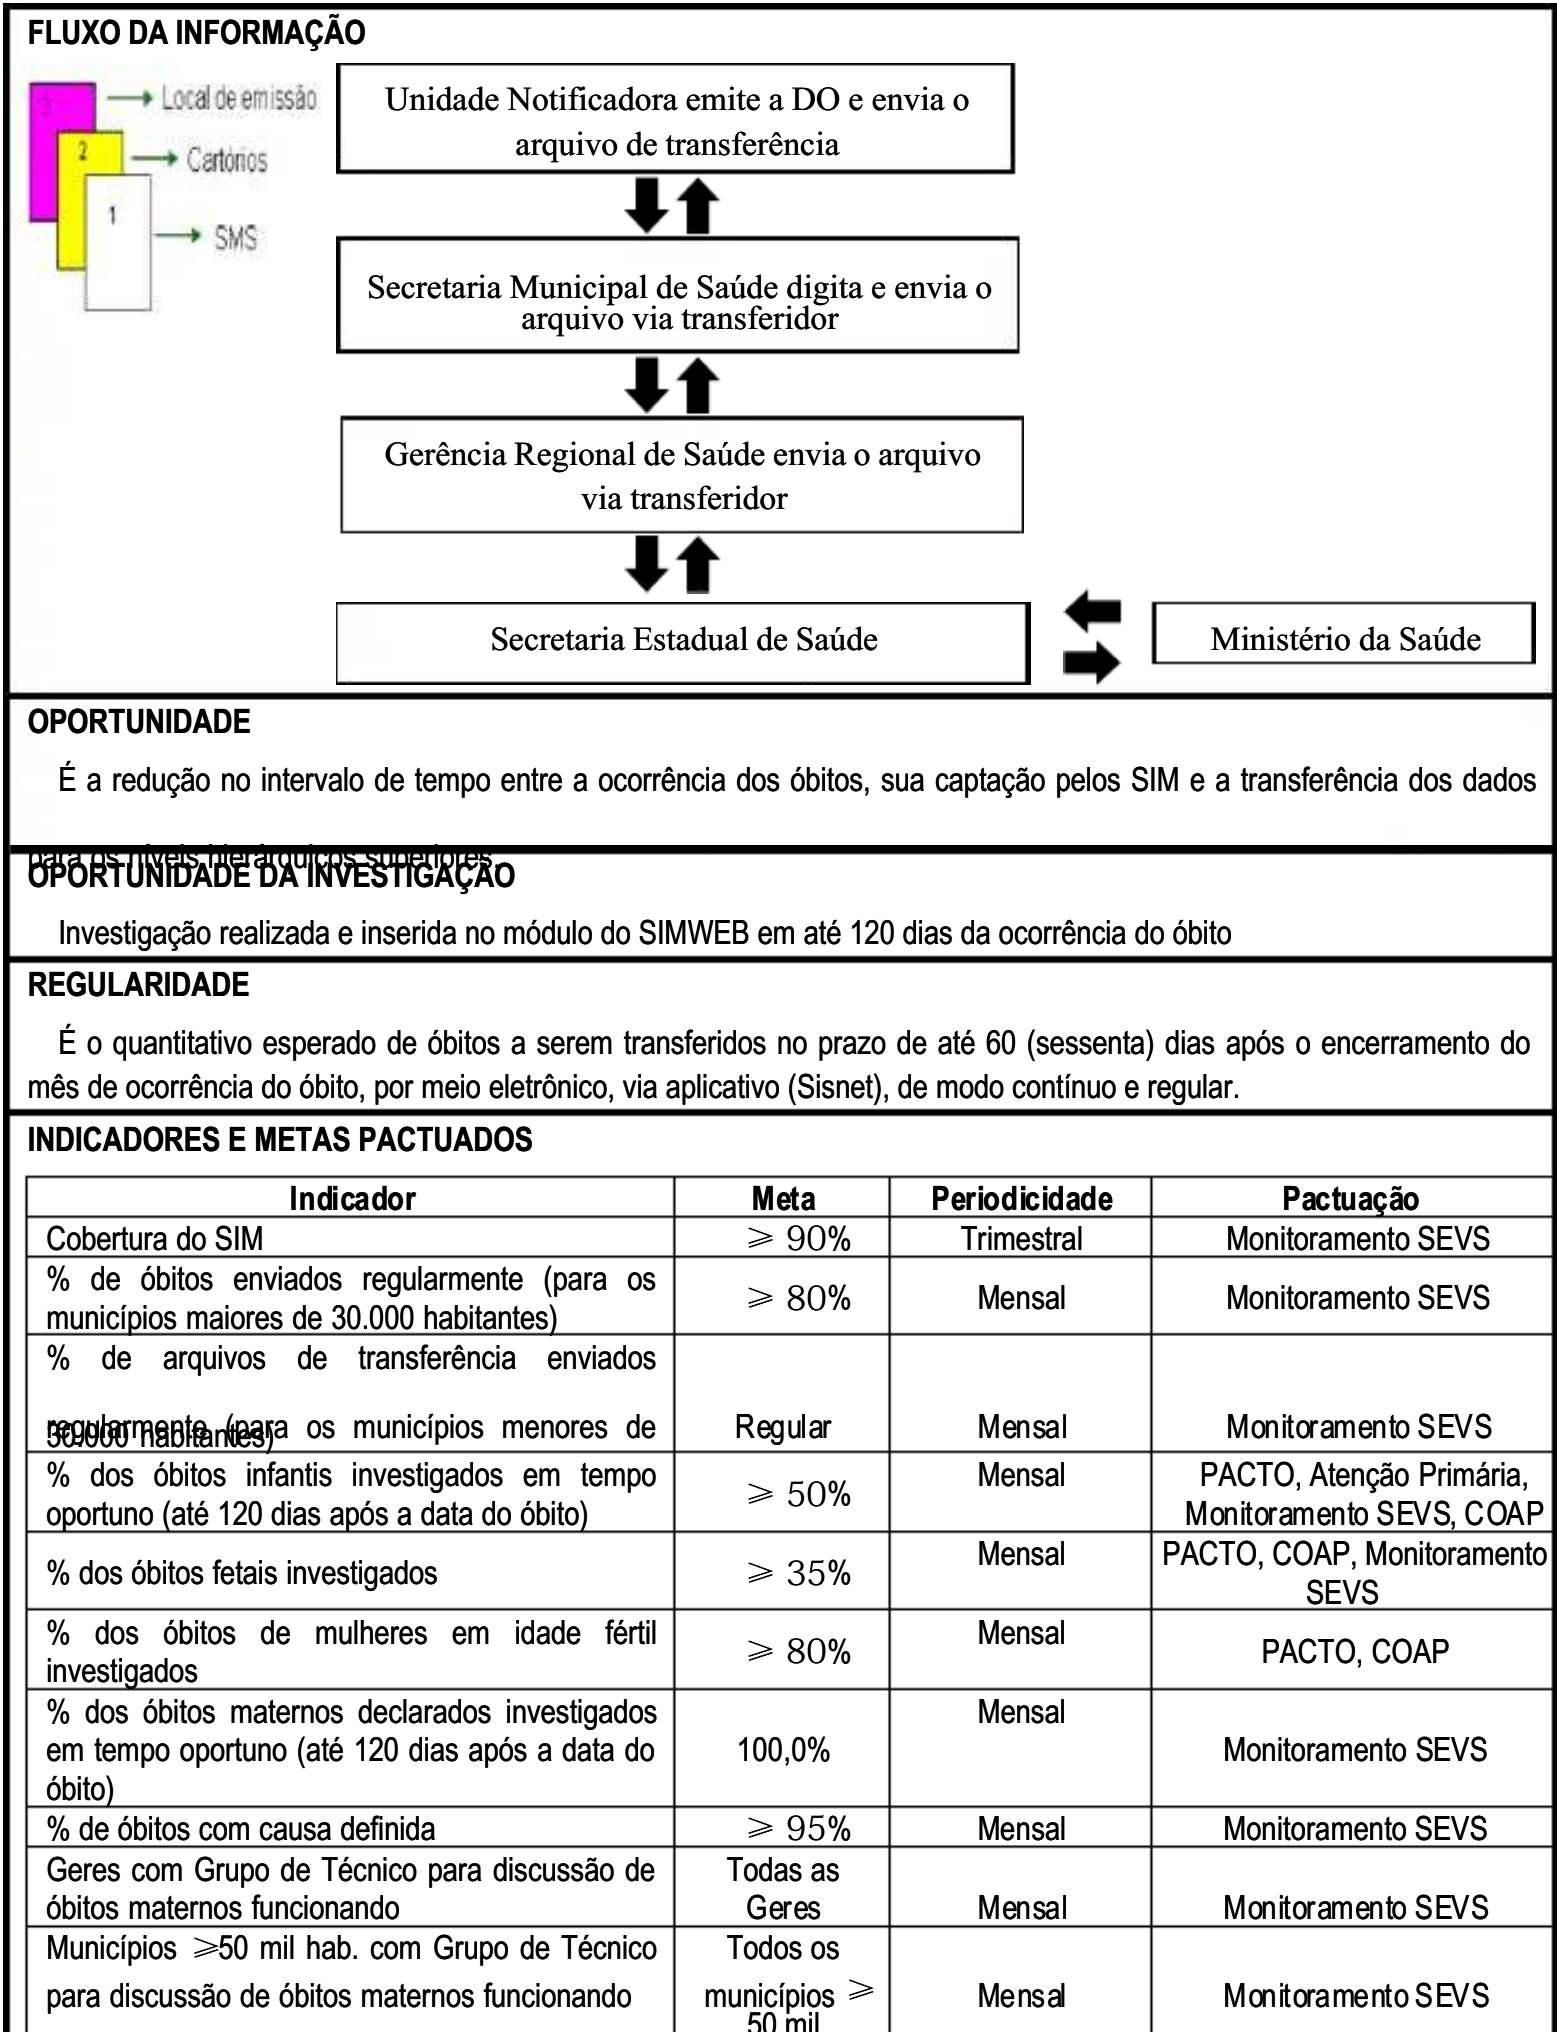 FLUXO DA INFORMAÇÃO
3
Local de emissão
2
Cartórios
1
SMS
Unidade Notificadora emite a DO e envia o
arquivo de transferência
Secretaria Municipal de Saúde digita e envia o
arquivo via transferidor
Gerência Regional de Saúde envia o arquivo
via transferidor
Secretaria Estadual de Saúde
Ministério da Saúde
OPORTUNIDADE
É a redução no intervalo de tempo entre a ocorrência dos óbitos, sua captação pelos SIM e a transferência dos dados
para os níveis hierárquicos superiores.
OPORTUNIDADE DA INVESTIGAÇÃO
Investigação realizada e inserida no módulo do SIMWEB em até 120 dias da ocorrência do óbito
REGULARIDADE
É o quantitativo esperado de óbitos a serem transferidos no prazo de até 60 (sessenta) dias após o encerramento do
mês de ocorrência do óbito, por meio eletrônico, via aplicativo (Sisnet), de modo contínuo e regular.
INDICADORES E METAS PACTUADOS
Indicador Meta Periodicidade Pactuação
Cobertura do SIM ⩾ 90% Trimestral Monitoramento SEVS
% de óbitos enviados regularmente (para os
municípios maiores de 30.000 habitantes)
⩾ 80% Mensal Monitoramento SEVS
% de arquivos de transferência enviados
regularmente (para os municípios menores de
30.000 habitantes)
Regular Mensal Monitoramento SEVS
% dos óbitos infantis investigados em tempo
oportuno (até 120 dias após a data do óbito)
⩾ 50%
Mensal
PACTO, Atenção Primária,
Monitoramento SEVS, COAP
% dos óbitos fetais investigados
⩾ 35%
Mensal
PACTO, COAP, Monitoramento
SEVS
% dos óbitos de mulheres em idade fértil
investigados
⩾ 80%
Mensal
PACTO, COAP
% dos óbitos maternos declarados investigados
em tempo oportuno (até 120 dias após a data do
óbito)
100,0%
Mensal
Monitoramento SEVS
% de óbitos com causa definida ⩾ 95% Mensal Monitoramento SEVS
Geres com Grupo de Técnico para discussão de
óbitos maternos funcionando
Todas as
Geres
Mensal Monitoramento SEVS
Municípios ⩾50 mil hab. com Grupo de Técnico
para discussão de óbitos maternos funcionando
Todos os
municípios ⩾
50 mil
Mensal Monitoramento SEVS